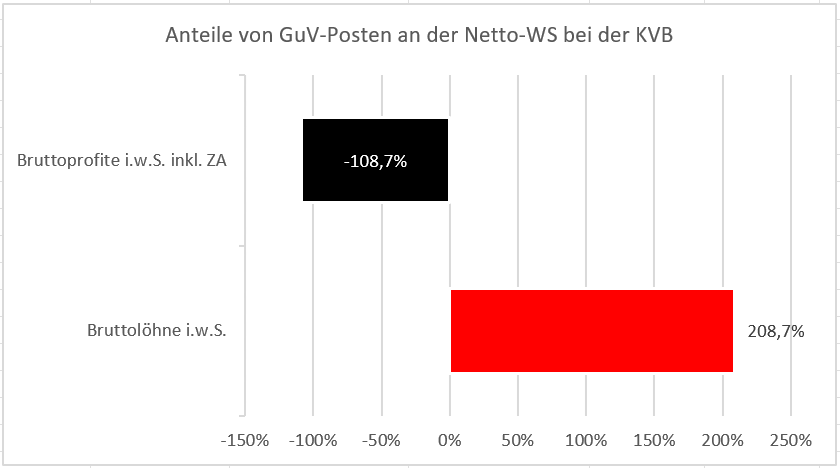 Anteile von GuV-Posten an der Netto-WS bei der KVB
Bruttoprofite i.w.S. inkl. ZA
-108,7%
Bruttolöhne i.w.S.
208,7%
-150% -100% -50% 0% 50% 100% 150% 200% 250%